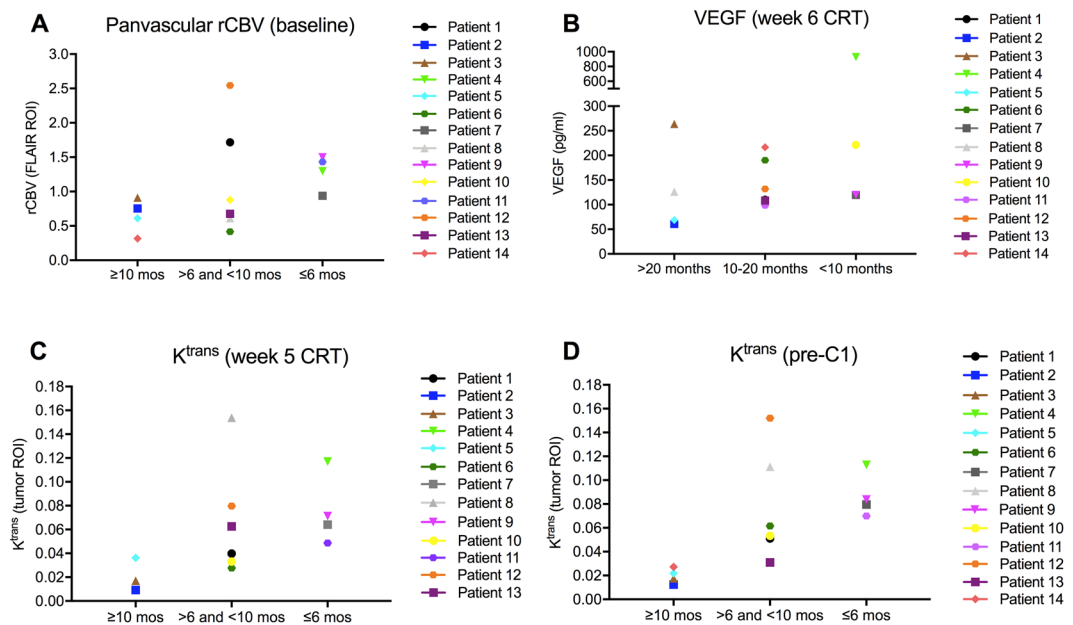 A
Panvascular rCBV (baseline)
rCBV (FLAIR ROI)
3.0
2.5
2.0
1.5
1.0
0.5
0.0
≥10 mos
>6 and <10 mos
≤6 mos
Patient 1
Patient 2
Patient 3
Patient 4
Patient 5
Patient 6
Patient 7
Patient 8
Patient 9
Patient 10
Patient 11
Patient 12
Patient 13
Patient 14
B
VEGF (week 6 CRT)
VEGF (pg/ml)
1000
800
600
300
250
200
150
100
50
0
>20 months
10-20 months
<10 months
Patient 1
Patient 2
Patient 3
Patient 4
Patient 5
Patient 6
Patient 7
Patient 8
Patient 9
Patient 10
Patient 11
Patient 12
Patient 13
Patient 14
C
Ktrans (week 5 CRT)
Ktrans (tumor ROI)
0.18
0.16
0.14
0.12
0.10
0.08
0.06
0.04
0.02
0.00
≥10 mos
>6 and <10 mos
≤6 mos
Patient 1
Patient 2
Patient 3
Patient 4
Patient 5
Patient 6
Patient 7
Patient 8
Patient 9
Patient 10
Patient 11
Patient 12
Patient 13
D
Ktrans (pre-C1)
Ktrans (tumor ROI)
0.18
0.16
0.14
0.12
0.10
0.08
0.06
0.04
0.02
0.00
≥10 mos
>6 and <10 mos
≤6 mos
Patient 1
Patient 2
Patient 3
Patient 4
Patient 5
Patient 6
Patient 7
Patient 8
Patient 9
Patient 10
Patient 11
Patient 12
Patient 13
Patient 14